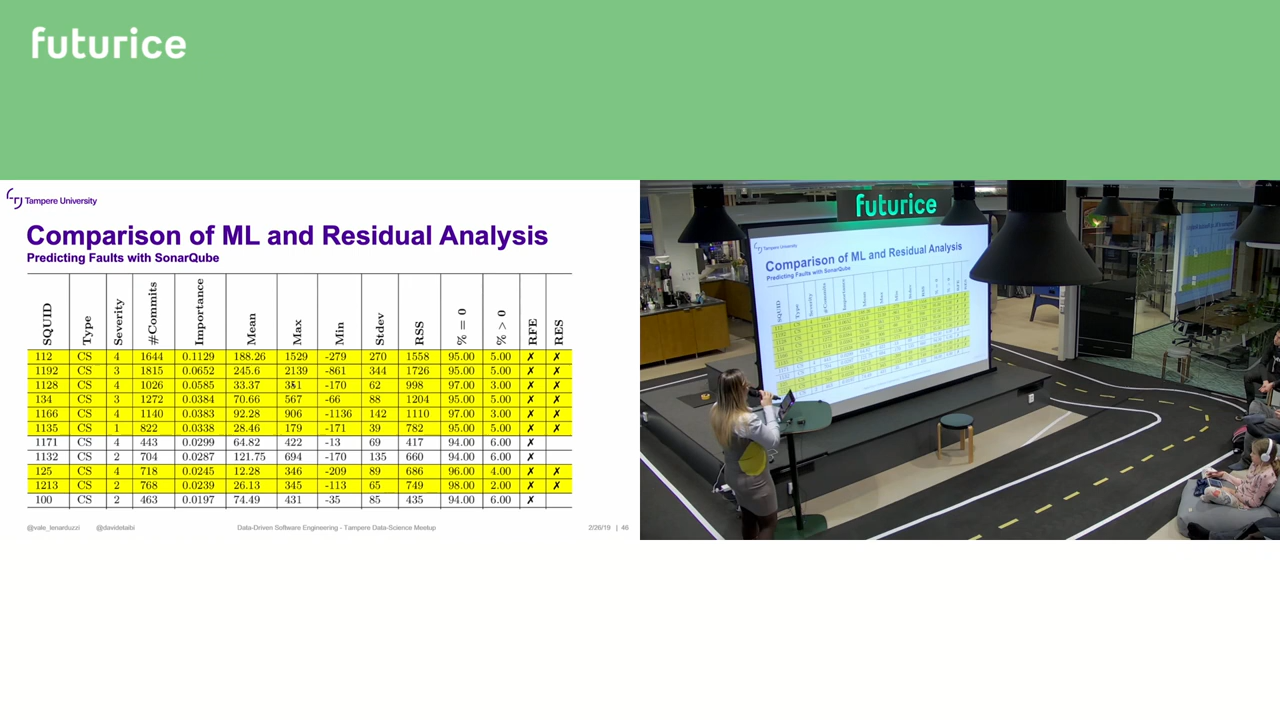 futurice
Tampere University
Comparison of ML and Residual Analysis
Predicting Faults with SonarQube
SQUID Type Severity #Commits Importance Mean Max Min Stdev RSS % = 0 % > 0 RFE RES
112 CS 4 1644 0.1129 188.26 1529 -279 270 1558 95.00 5.00 ✗ ✗
1192 CS 3 1815 0.0652 245.6 2139 -861 344 1726 95.00 5.00 ✗ ✗
1128 CS 4 1026 0.0585 33.37 351 -170 62 998 97.00 3.00 ✗ ✗
134 CS 3 1272 0.0384 70.66 567 -66 88 1204 95.00 5.00 ✗ ✗
1166 CS 4 1140 0.0383 92.28 906 -1136 142 1110 97.00 3.00 ✗ ✗
1135 CS 1 822 0.0338 28.46 179 -171 39 782 95.00 5.00 ✗ ✗
1171 CS 4 443 0.0299 64.82 422 -13 69 417 94.00 6.00 ✗
1132 CS 2 704 0.0287 121.75 694 -170 135 660 94.00 6.00 ✗
125 CS 4 718 0.0245 12.28 346 -209 89 686 96.00 4.00 ✗ ✗
1213 CS 2 768 0.0239 26.13 345 -113 65 749 98.00 2.00 ✗ ✗
100 CS 2 463 0.0197 74.49 431 -35 85 435 94.00 6.00 ✗
@vale_lenarduzzi @davidetaibi Data-Driven Software Engineering - Tampere Data-Science Meetup 2/26/19 | 46
futurice
Tampere University
Comparison of ML and Residual Analysis
Predicting Faults with SonarQube
SQUID Type Severity #Commits Importance Mean